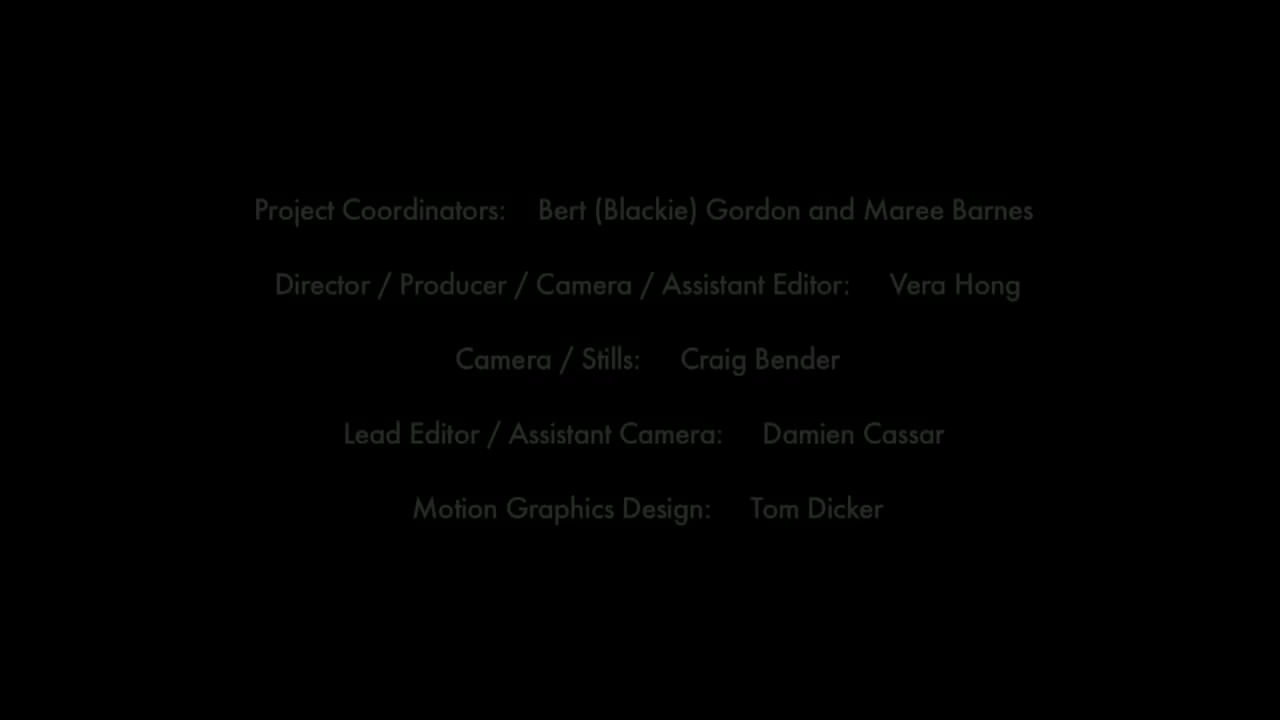 Project Coordinators: Bert (Blackie) Gordon and Maree Barnes
Director / Producer / Camera / Assistant Editor: Vera Hong
Camera / Stills: Craig Bender
Lead Editor / Assistant Camera: Damien Cassar
Motion Graphics Design: Tom Dicker